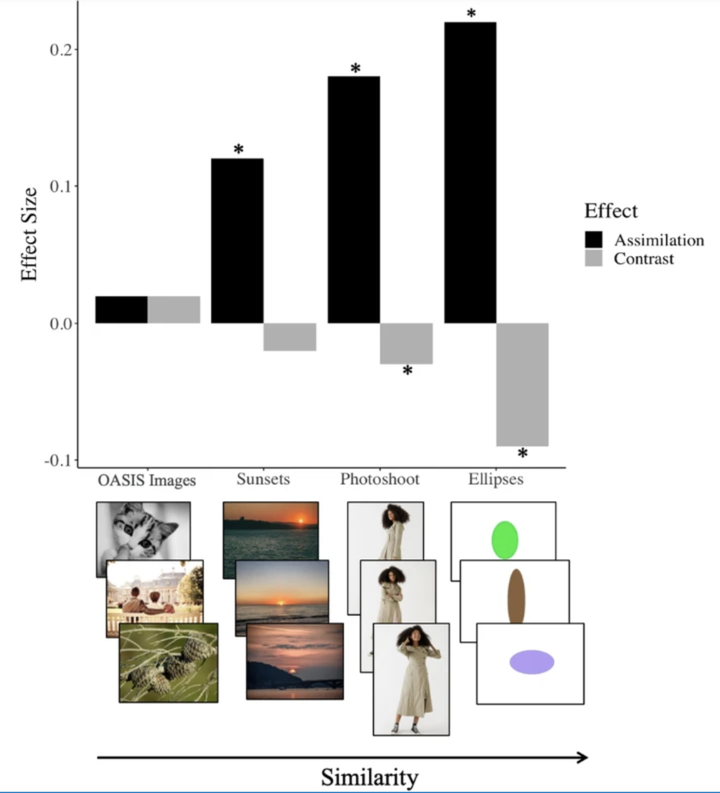 *
0.2
*
*
0.1
Effect Size
Effect
Assimilation
Contrast
0.0
*
*
-0.1
OASIS Images Sunsets Photoshoot Ellipses
Similarity